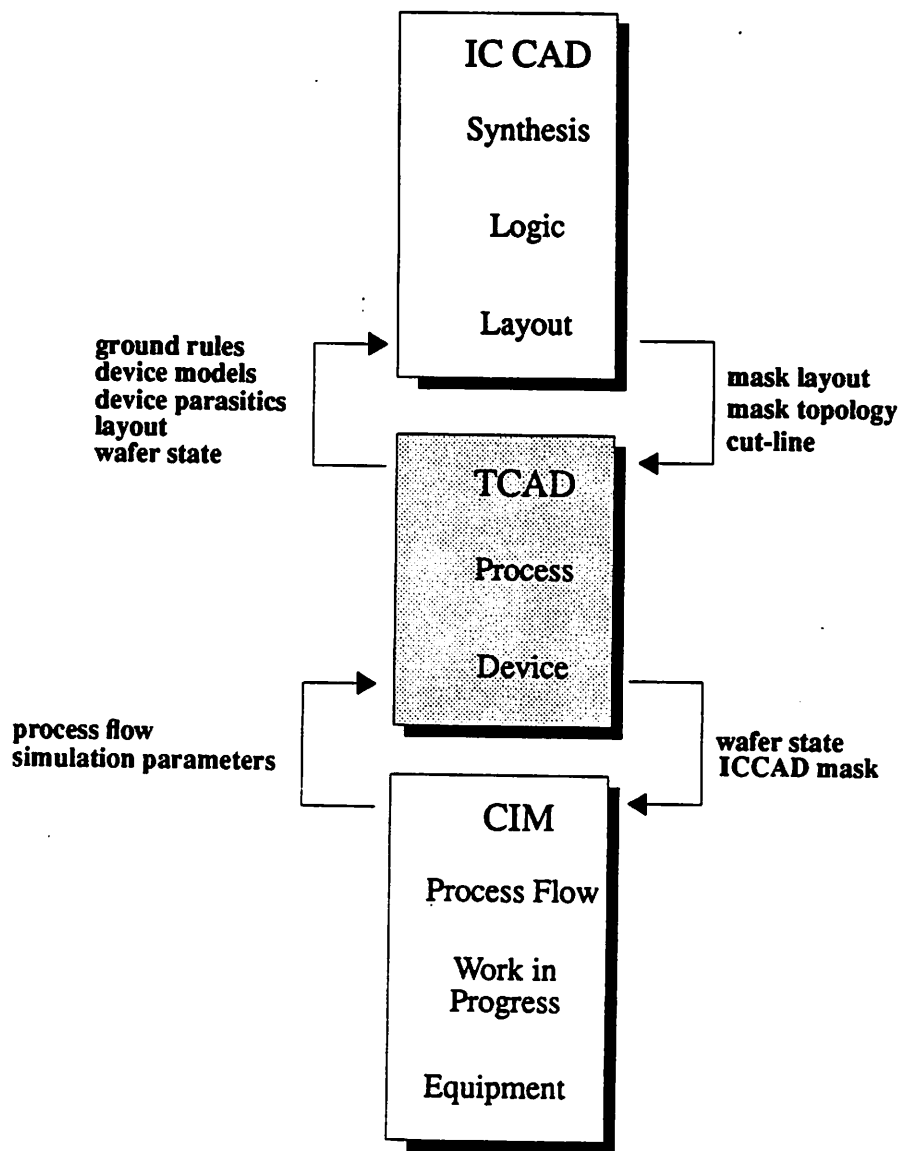 IC CAD
Synthesis
Logic
Layout
ground rules
device models
device parasitics
layout
wafer state
mask layout
mask topology
cut-line
TCAD
Process
Device
process flow
simulation parameters
wafer state
ICCAD mask
CIM
Process Flow
Work in
Progress
Equipment